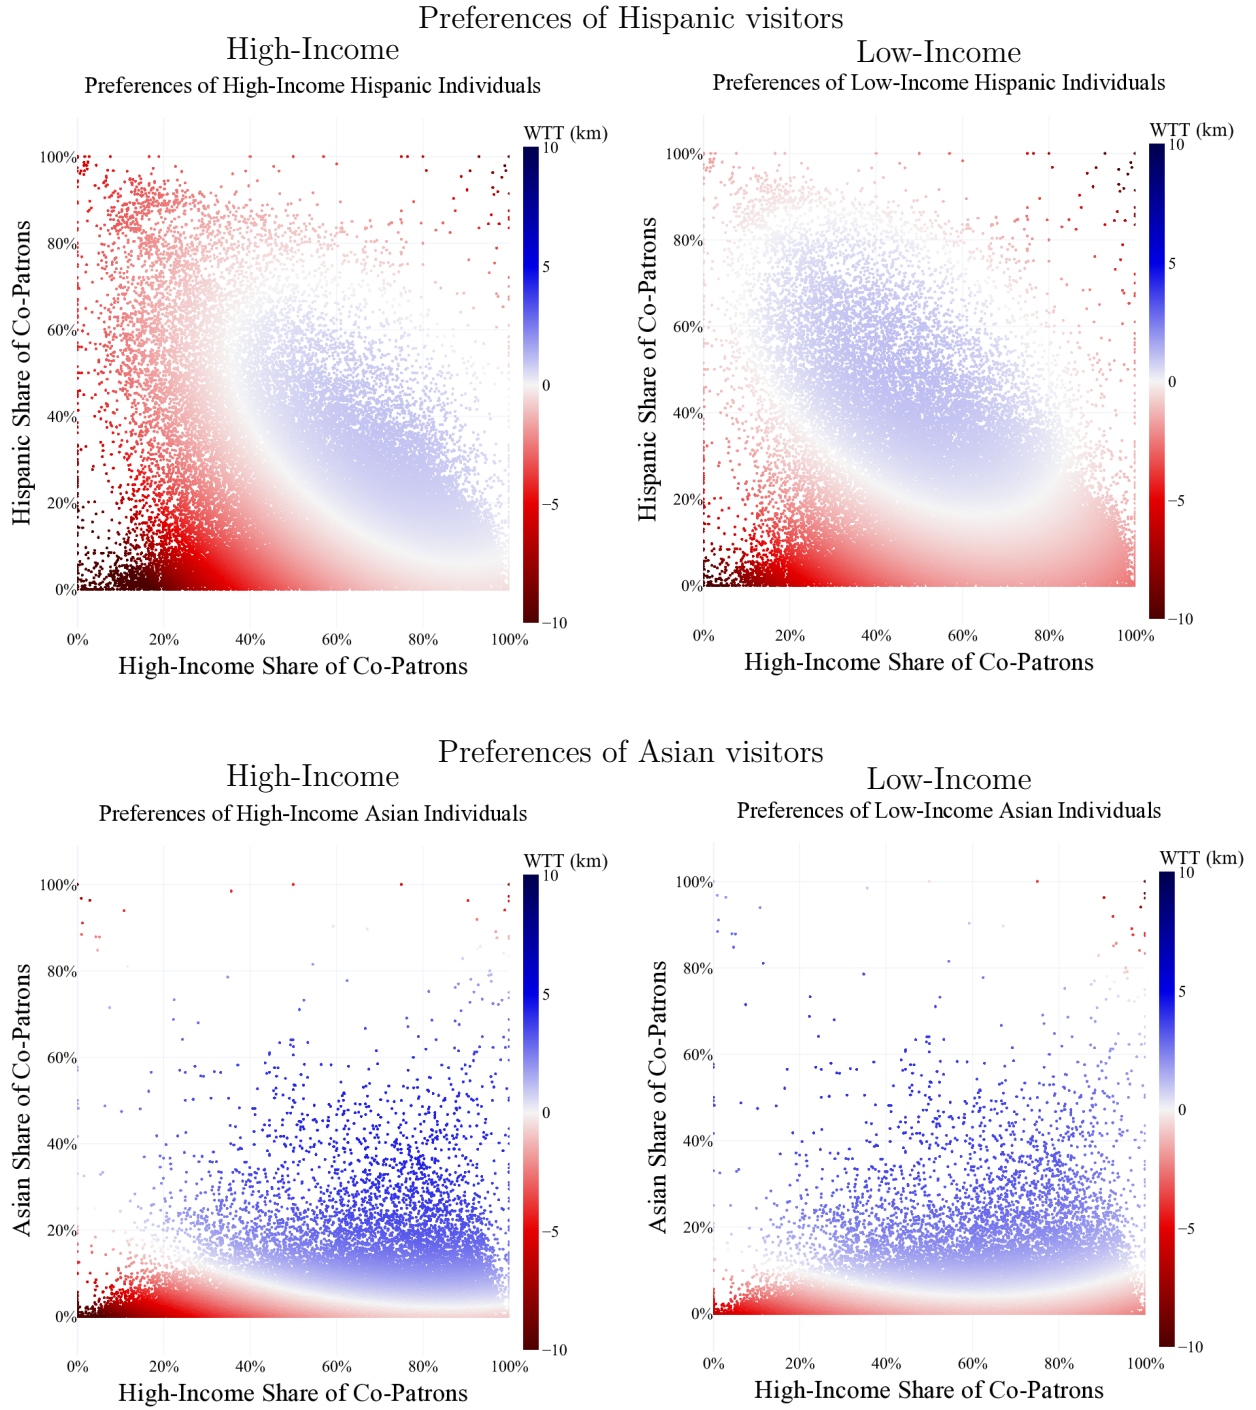 Preferences of Hispanic visitors
High-Income
Low-Income
Preferences of High-Income Hispanic Individuals
Preferences of Low-Income Hispanic Individuals
WTT (km)
10
5
0
−5
−10
100%
80%
60%
40%
20%
0%
Hispanic Share of Co-Patrons
0% 20% 40% 60% 80% 100%
High-Income Share of Co-Patrons
WTT (km)
10
5
0
−5
−10
100%
80%
60%
40%
20%
0%
Hispanic Share of Co-Patrons
0% 20% 40% 60% 80% 100%
High-Income Share of Co-Patrons
Preferences of Asian visitors
High-Income
Low-Income
Preferences of High-Income Asian Individuals
Preferences of Low-Income Asian Individuals
WTT (km)
10
5
0
−5
−10
100%
80%
60%
40%
20%
0%
Asian Share of Co-Patrons
0% 20% 40% 60% 80% 100%
High-Income Share of Co-Patrons
WTT (km)
10
5
0
−5
−10
100%
80%
60%
40%
20%
0%
Asian Share of Co-Patrons
0% 20% 40% 60% 80% 100%
High-Income Share of Co-Patrons